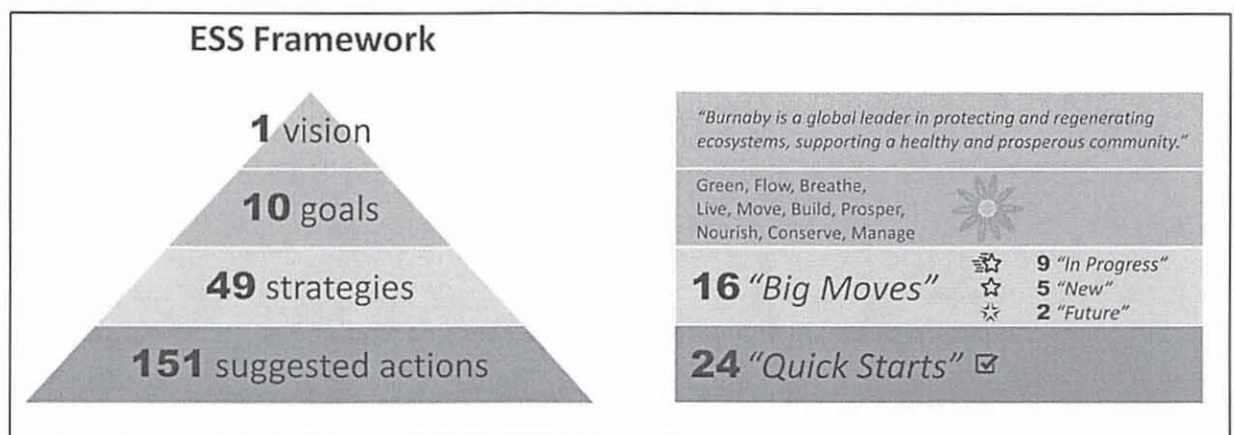 ESS Framework
1 vision
10 goals
49 strategies
151 suggested actions
"Burnaby is a global leader in protecting and regenerating
ecosystems, supporting a healthy and prosperous community."
Green, Flow, Breathe,
Live, Move, Build, Prosper,
Nourish, Conserve, Manage
16 "Big Moves"
9 "In Progress"
5 "New"
2 "Future"
24 "Quick Starts"